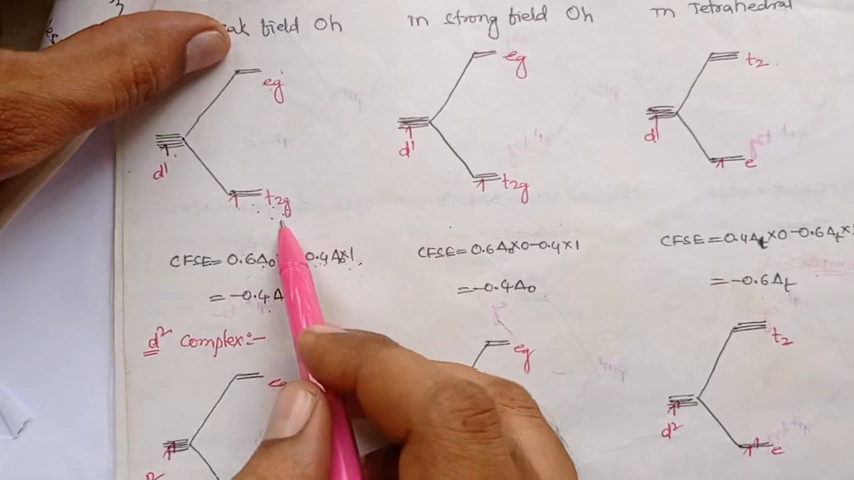 field Oh
in strong field Oh
in Tetrahedral
eg
eg
t2
d1
d1
d1
t2g
t2g
e
CFSE=0.6Δo 0.4Δo×1
=-0.4Δ
CFSE=0.6Δo×0-0.4×1
=-0.4Δo
CFSE=0.4Δt×0-0.6Δt×
=-0.6Δt
d2 Complex:-
eg
t2
d2
e